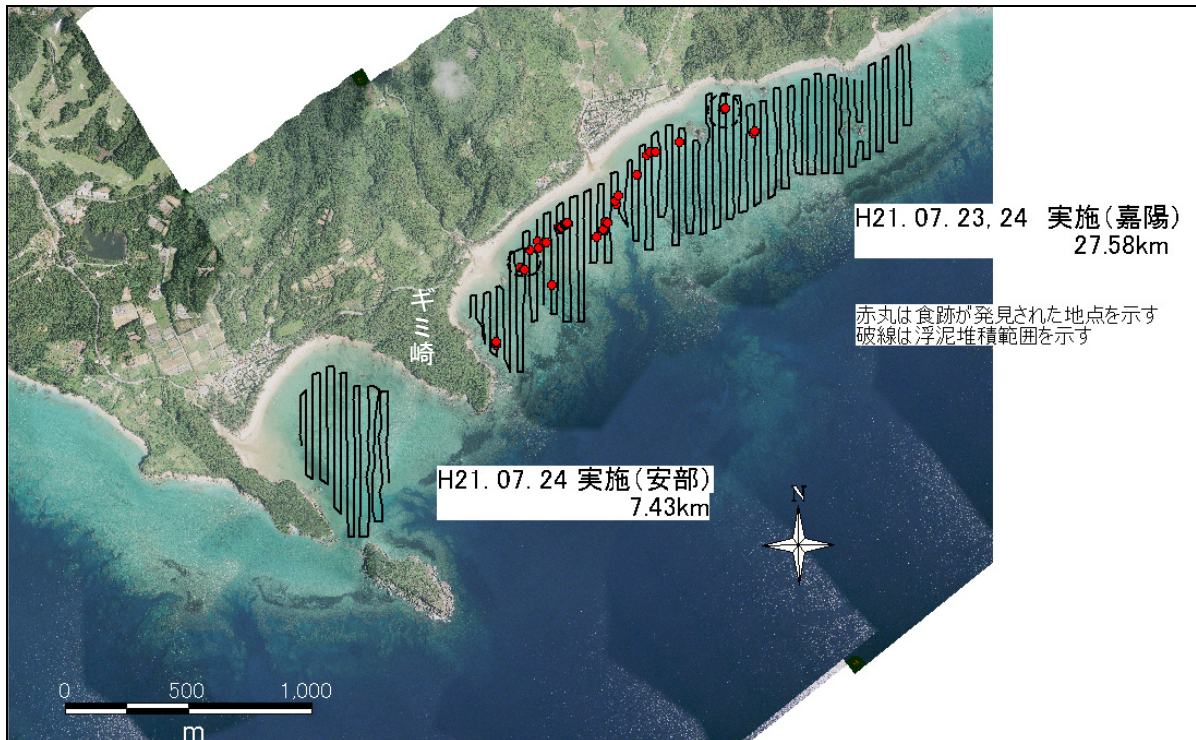 H21.07.23,24 実施(嘉陽)
27.58km
赤丸は食跡が発見された地点を示す
破線は浮泥堆積範囲を示す
ギミ崎
H21.07.24 実施(安部)
7.43km
N
0 500 1,000
m